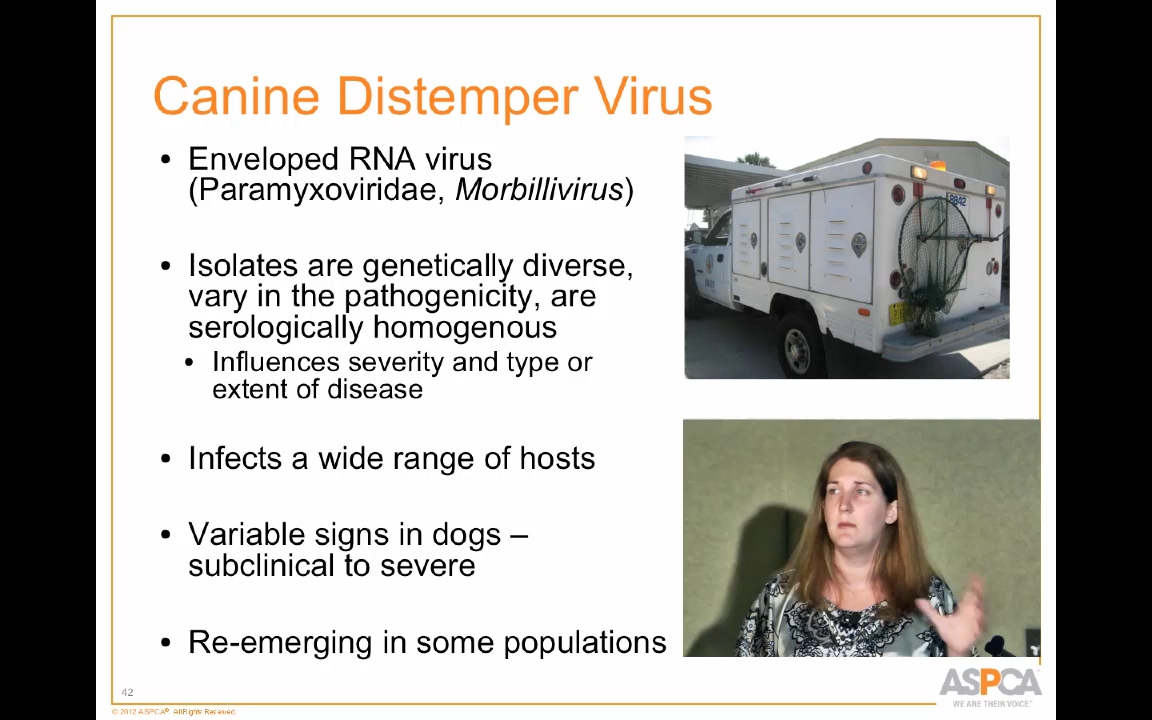 Canine Distemper Virus
• Enveloped RNA virus
(Paramyxoviridae, Morbillivirus)
• Isolates are genetically diverse,
vary in the pathogenicity, are
serologically homogenous
• Influences severity and type or
extent of disease
• Infects a wide range of hosts
• Variable signs in dogs –
subclinical to severe
• Re-emerging in some populations
2842
42
© 2012 ASPCA® All Rights Reserved.
ASPCA
WE ARE THEIR VOICE.®